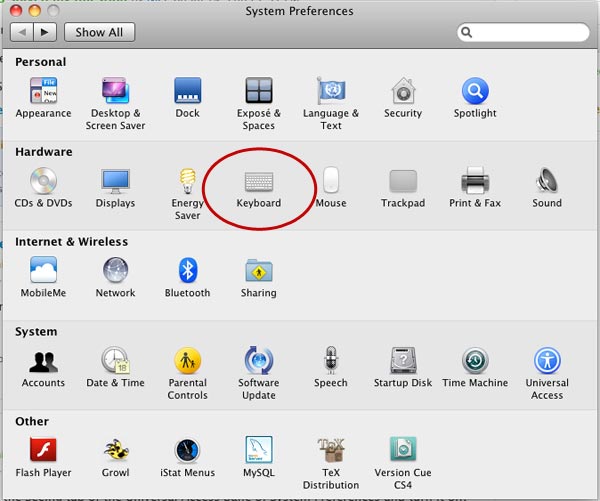 System Preferences
Show All
Personal
Appearance
Desktop &
Screen Saver
Dock
Exposé &
Spaces
Language &
Text
Security
Spotlight
Hardware
CDs & DVDs
Displays
Energy
Saver
Keyboard
Mouse
Trackpad
Print & Fax
Sound
Internet & Wireless
MobileMe
Network
Bluetooth
Sharing
System
Accounts
Date & Time
Parental
Controls
Software
Update
Speech
Startup Disk
Time Machine
Universal
Access
Other
Flash Player
Growl
iStat Menus
MySQL
TeX
Distribution
Version Cue
CS4